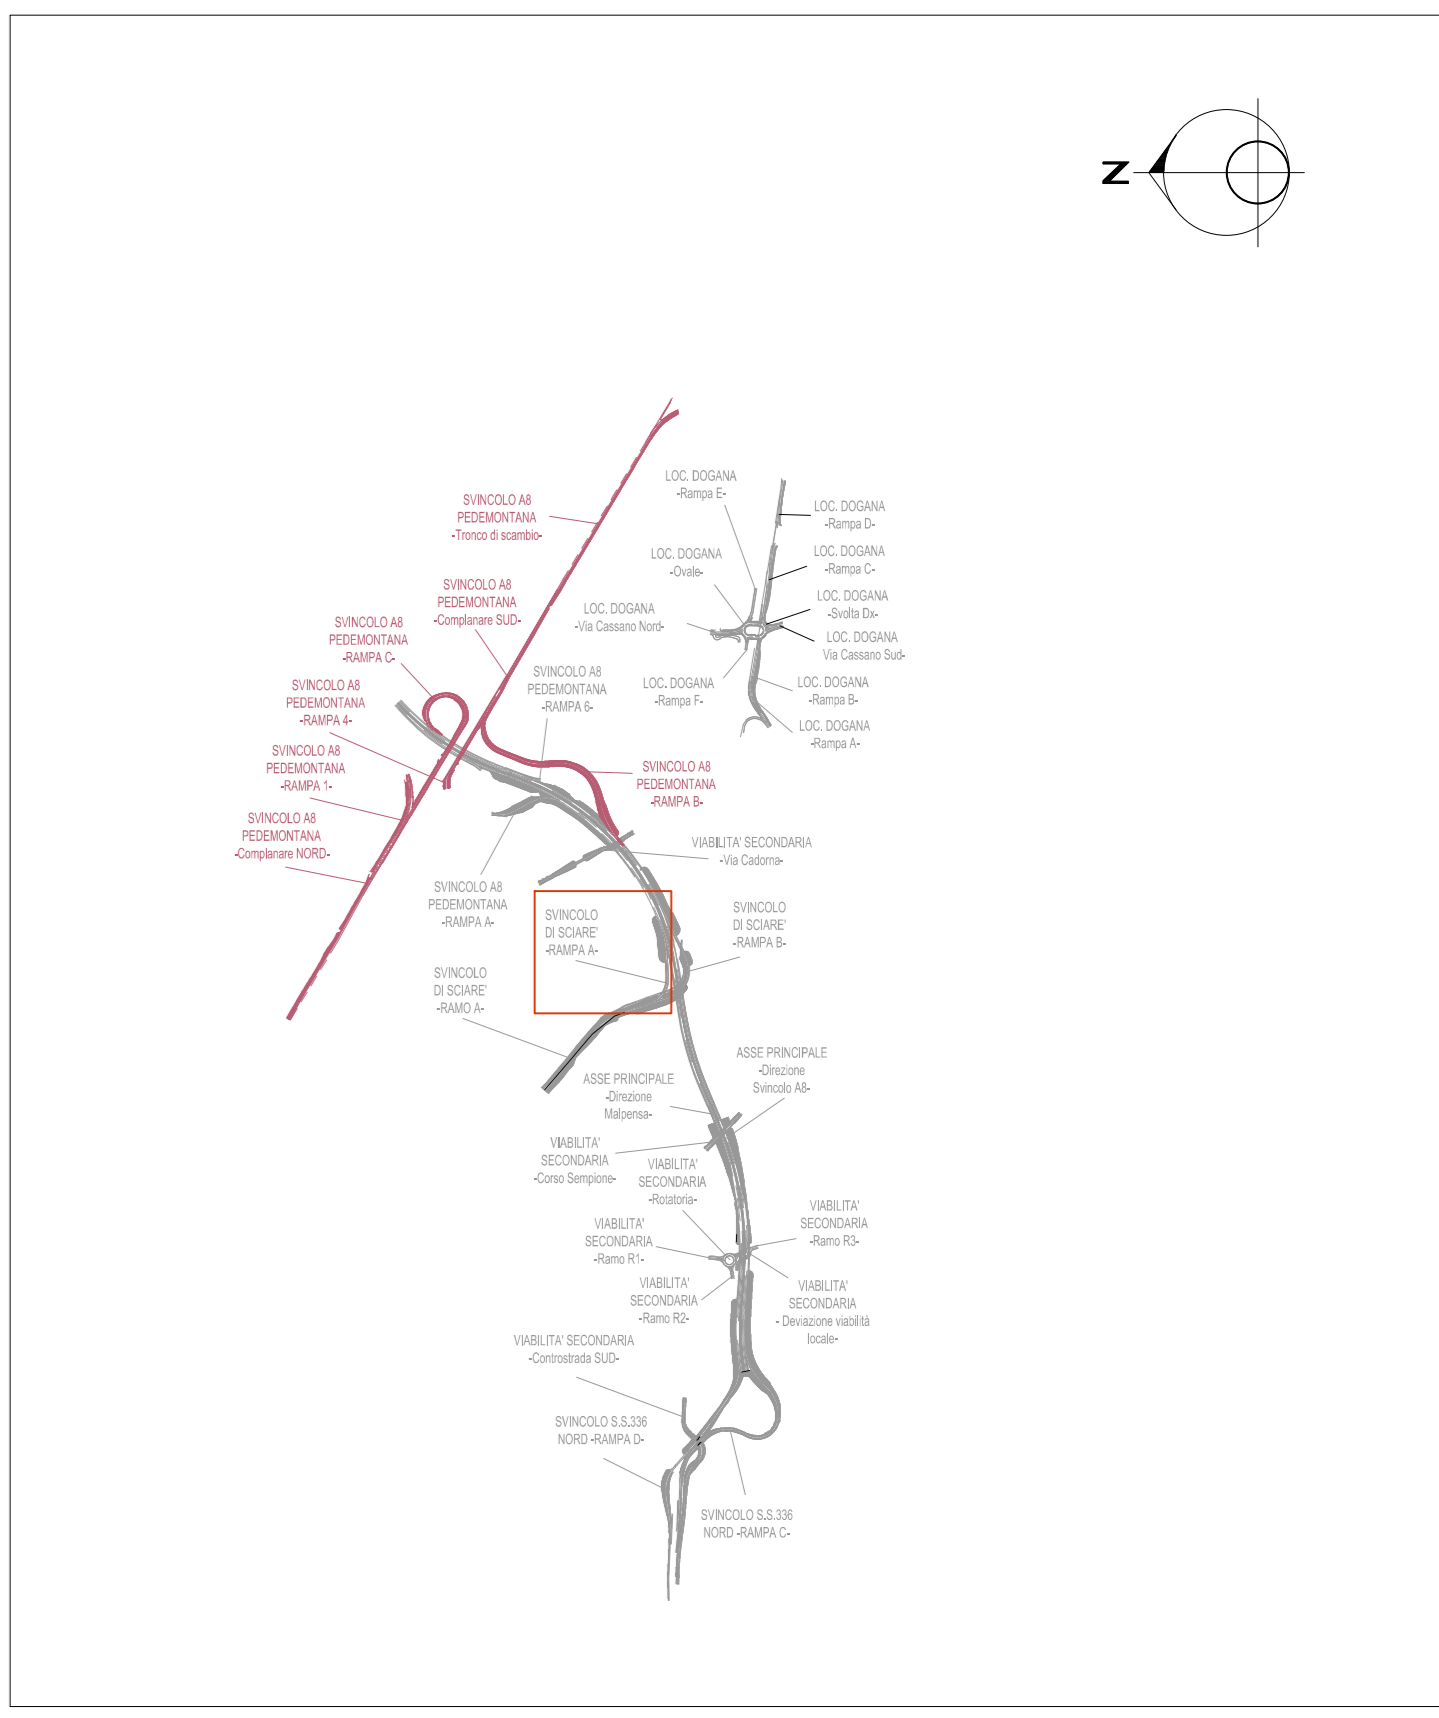 N
LOC. DOGANA
-Rampa E-
SVINCOLO A8
PEDEMONTANA
-Tronco di scambio-
LOC. DOGANA
-Rampa D-
LOC. DOGANA
-Ovale-
LOC. DOGANA
-Rampa C-
SVINCOLO A8
PEDEMONTANA
-Complanare SUD-
LOC. DOGANA
-Via Cassano Nord-
LOC. DOGANA
-Svolta Dx-
SVINCOLO A8
PEDEMONTANA
-RAMPA C-
LOC. DOGANA
Via Cassano Sud-
SVINCOLO A8
PEDEMONTANA
-RAMPA 6-
SVINCOLO A8
PEDEMONTANA
-RAMPA 4-
LOC. DOGANA
-Rampa F-
LOC. DOGANA
-Rampa B-
LOC. DOGANA
-Rampa A-
SVINCOLO A8
PEDEMONTANA
-RAMPA 1-
SVINCOLO A8
PEDEMONTANA
-RAMPA B-
SVINCOLO A8
PEDEMONTANA
-Complanare NORD-
VIABILITA' SECONDARIA
-Via Cadorna-
SVINCOLO A8
PEDEMONTANA
-RAMPA A-
SVINCOLO
DI SCIARE'
-RAMPA A-
SVINCOLO
DI SCIARE'
-RAMPA B-
SVINCOLO
DI SCIARE'
-RAMO A-
ASSE PRINCIPALE
-Direzione
Svincolo A8-
ASSE PRINCIPALE
-Direzione
Malpensa-
VIABILITA'
SECONDARIA
-Corso Sempione-
VIABILITA'
SECONDARIA
-Rotatoria-
VIABILITA'
SECONDARIA
-Ramo R3-
VIABILITA'
SECONDARIA
-Ramo R1-
VIABILITA'
SECONDARIA
-Ramo R2-
VIABILITA'
SECONDARIA
- Deviazione viabilità
locale-
VIABILITA' SECONDARIA
-Controstrada SUD-
SVINCOLO S.S.336
NORD -RAMPA D-
SVINCOLO S.S.336
NORD -RAMPA C-